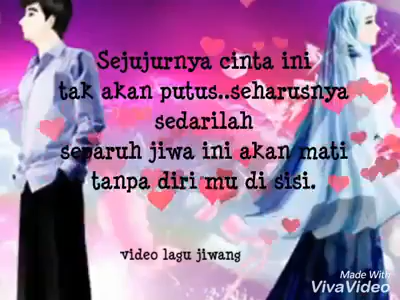 Sejujurnya cinta ini
tak akan putus..seharusnya
sedarilah
separuh jiwa ini akan mati
tanpa diri mu di sisi.
video lagu jiwang
Made With
VivaVideo